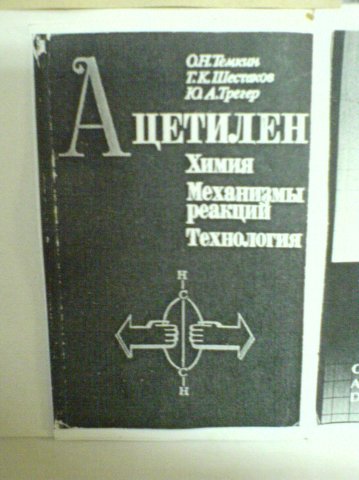 О.Н.Темкин
Г.К.Шестаков
Ю.А.Трегер
АЦЕТИЛЕН
Химия
Механизмы
реакций
Технология
H
C
C
H
C
A
D